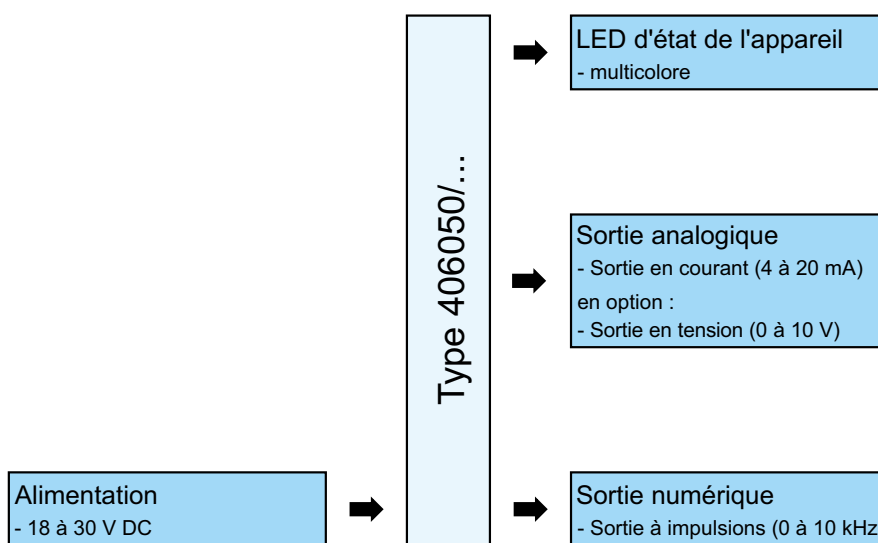 LED d'état de l'appareil
- multicolore
Type 406050/...
Sortie analogique
- Sortie en courant (4 à 20 mA)
en option :
- Sortie en tension (0 à 10 V)
Alimentation
- 18 à 30 V DC
Sortie numérique
- Sortie à impulsions (0 à 10 kHz